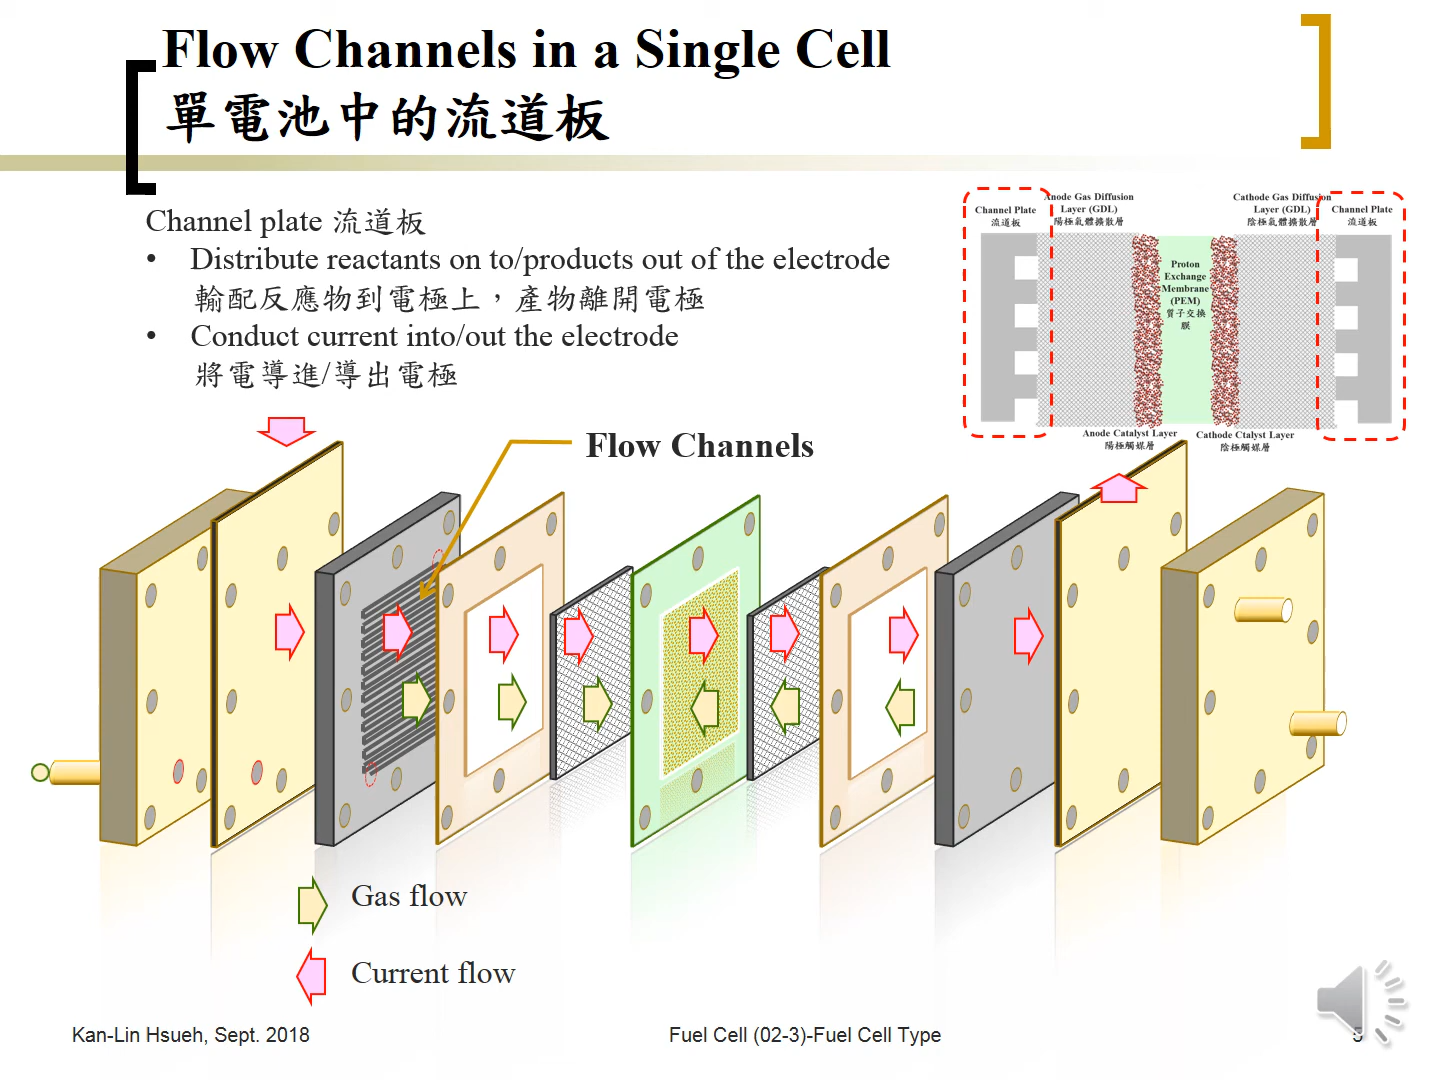 Flow Channels in a Single Cell
單電池中的流道板
Channel plate 流道板
• Distribute reactants on to/products out of the electrode
輸配反應物到電極上，產物離開電極
• Conduct current into/out the electrode
將電導進/導出電極
Channel Plate
流道板
Anode Gas Diffusion
Layer (GDL)
陽極氣體擴散層
Cathode Gas Diffusion
Layer (GDL)
陰極氣體擴散層
Channel Plate
流道板
Proton
Exchange
Membrane
(PEM)
質子交換
膜
Anode Catalyst Layer
陽極觸媒層
Cathode Ctalyst Layer
陰極觸媒層
Flow Channels
Gas flow
Current flow
Kan-Lin Hsueh, Sept. 2018
Fuel Cell (02-3)-Fuel Cell Type
5